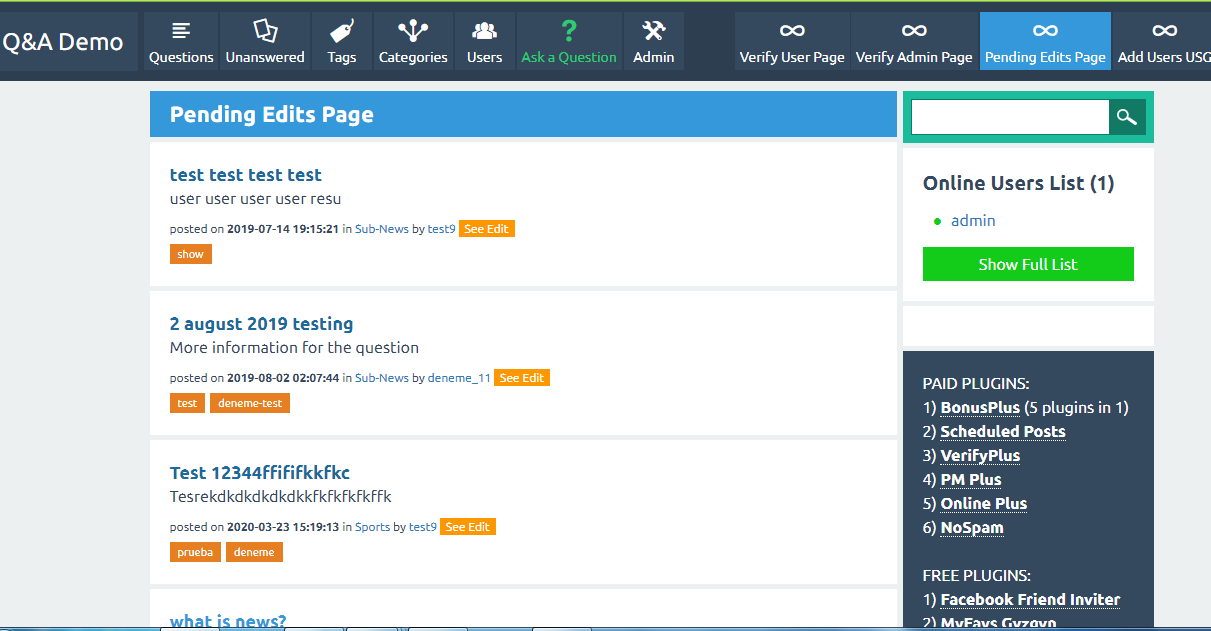 Q&A Demo
Questions
Unanswered
Tags
Categories
Users
?
Ask a Question
Admin
Verify User Page
Verify Admin Page
Pending Edits Page
Add Users USG
Pending Edits Page
test test test test
user user user user resu
posted on 2019-07-14 19:15:21 in Sub-News by test9 See Edit
show
2 august 2019 testing
More information for the question
posted on 2019-08-02 02:07:44 in Sub-News by deneme_11 See Edit
test deneme-test
Test 12344ffififkkfkc
Tesrekdkdkdkdkdkkfkfkfkfkffk
posted on 2020-03-23 15:19:13 in Sports by test9 See Edit
prueba deneme
what is news?
Online Users List (1)
admin
Show Full List
PAID PLUGINS:
1) BonusPlus (5 plugins in 1)
2) Scheduled Posts
3) VerifyPlus
4) PM Plus
5) Online Plus
6) NoSpam
FREE PLUGINS:
1) Facebook Friend Inviter
2) MyFavs